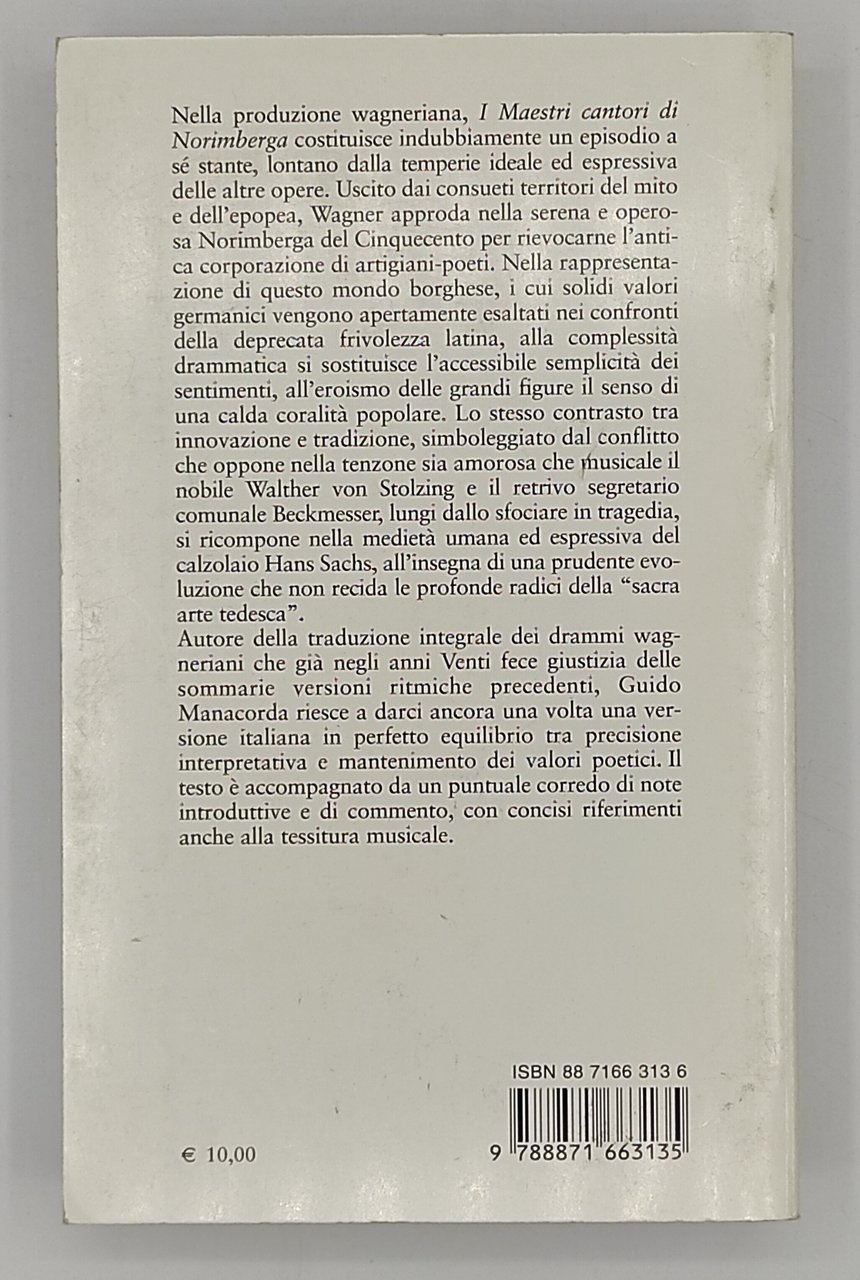 Nella produzione wagneriana, I Maestri cantori di
Norimberga costituisce indubbiamente un episodio a
sé stante, lontano dalla temperie ideale ed espressiva
delle altre opere. Uscito dai consueti territori del mito
e dell'epopea, Wagner approda nella serena e opero-
sa Norimberga del Cinquecento per rievocarne l'anti-
ca corporazione di artigiani-poeti. Nella rappresenta-
zione di questo mondo borghese, i cui solidi valori
germanici vengono apertamente esaltati nei confronti
della deprecata frivolezza latina, alla complessità
drammatica si sostituisce l'accessibile semplicità dei
sentimenti, all'eroismo delle grandi figure il senso di
una calda coralità popolare. Lo stesso contrasto tra
innovazione e tradizione, simboleggiato dal conflitto
che oppone nella tenzone sia amorosa che musicale il
nobile Walther von Stolzing e il retrivo segretario
comunale Beckmesser, lungi dallo sfociare in tragedia,
si ricompone nella medietà umana ed espressiva del
calzolaio Hans Sachs, all'insegna di una prudente evo-
luzione che non recida le profonde radici della “sacra
arte tedesca”.
Autore della traduzione integrale dei drammi wag-
neriani che già negli anni Venti fece giustizia delle
sommarie versioni ritmiche precedenti, Guido
Manacorda riesce a darci ancora una volta una ver-
sione italiana in perfetto equilibrio tra precisione
interpretativa e mantenimento dei valori poetici. Il
testo è accompagnato da un puntuale corredo di note
introduttive e di commento, con concisi riferimenti
anche alla tessitura musicale.
ISBN 88 7166 313 6
€ 10,00
9 788871 663135